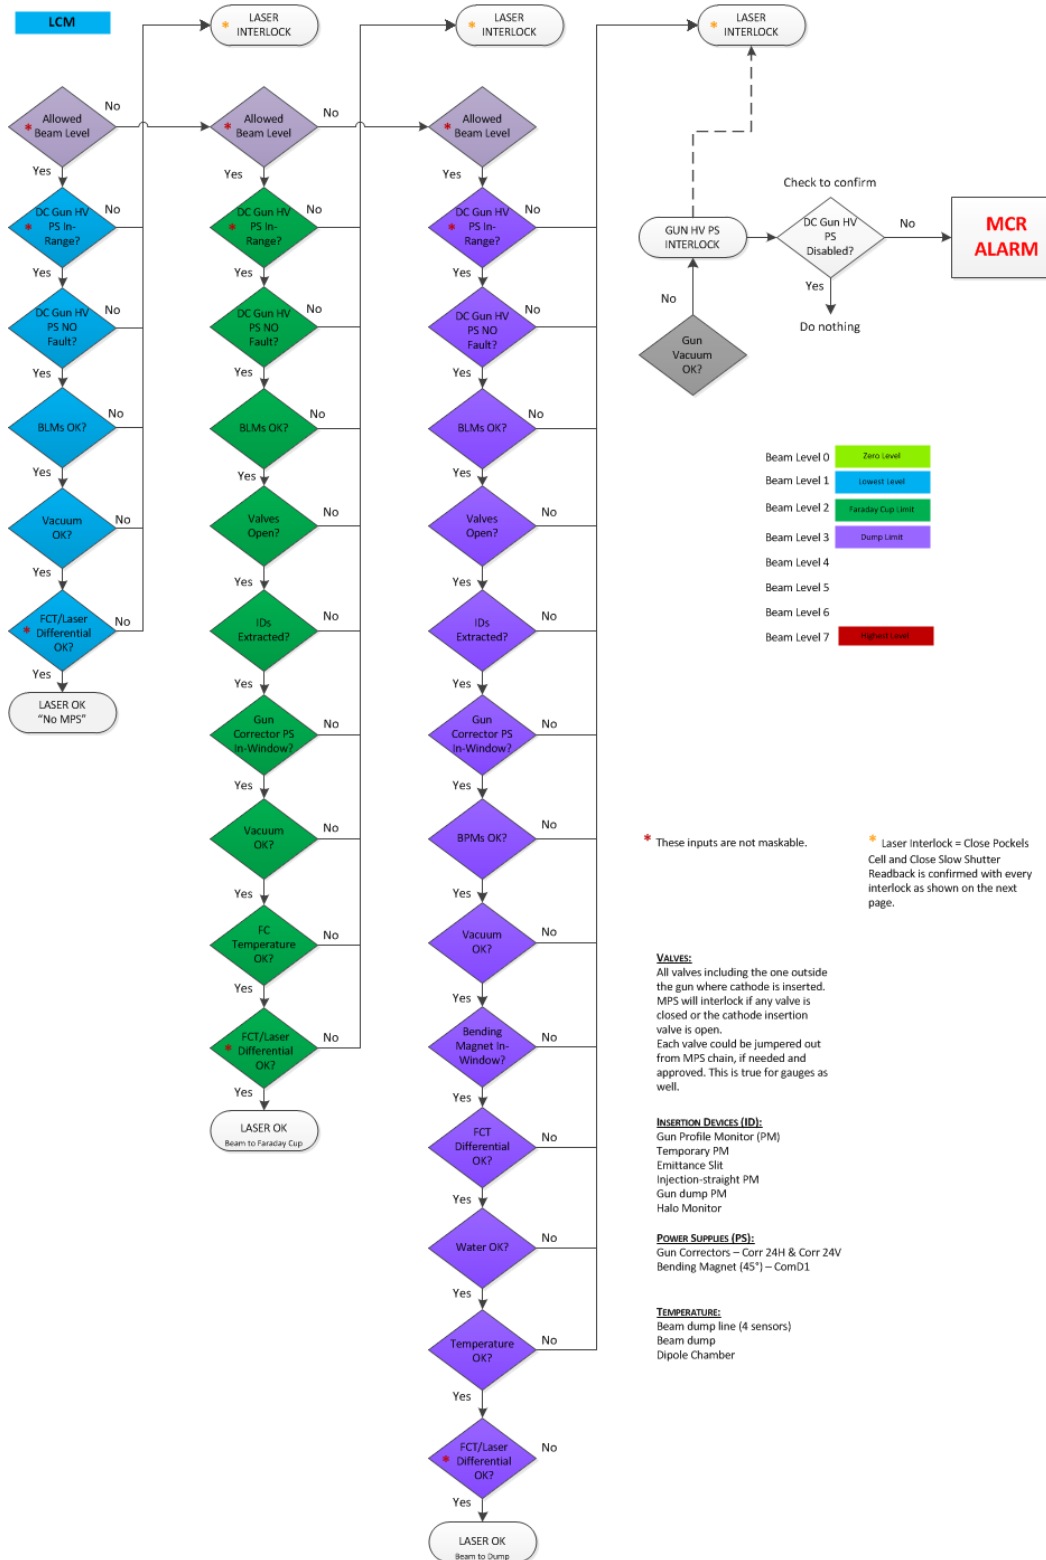 LCM
* LASER
INTERLOCK
* LASER
INTERLOCK
* LASER
INTERLOCK
Allowed
* Beam Level
No
Yes
Allowed
* Beam Level
No
Yes
Allowed
* Beam Level
Yes
DC Gun HV
* PS In-
Range?
No
Yes
DC Gun HV
PS NO
Fault?
No
Yes
BLMs OK?
No
Yes
Vacuum
OK?
No
Yes
FCT/Laser
* Differential
OK?
No
Yes
LASER OK
"No MPS"
DC Gun HV
* PS In-
Range?
No
Yes
DC Gun HV
PS NO
Fault?
No
Yes
BLMs OK?
No
Yes
Valves
Open?
No
Yes
IDs
Extracted?
No
Yes
Gun
Corrector PS
In-Window?
No
Yes
Vacuum
OK?
No
Yes
FC
Temperature
OK?
No
Yes
FCT/Laser
* Differential
OK?
No
Yes
LASER OK
Beam to Faraday Cup
DC Gun HV
* PS In-
Range?
No
Yes
DC Gun HV
PS NO
Fault?
No
Yes
BLMs OK?
No
Yes
Valves
Open?
No
Yes
IDs
Extracted?
No
Yes
Gun
Corrector PS
In-Window?
No
Yes
BPMs OK?
No
Yes
Vacuum
OK?
No
Yes
Bending
Magnet In-
Window?
No
Yes
FCT
Differential
OK?
No
Yes
Water OK?
No
Yes
Temperature
OK?
No
Yes
FCT/Laser
* Differential
OK?
No
Yes
LASER OK
Beam to Dump
Check to confirm
GUN HV PS
INTERLOCK
DC Gun HV
PS
Disabled?
No
MCR
ALARM
Yes
Do nothing
No
Gun
Vacuum
OK?
Beam Level 0 Zero Level
Beam Level 1 Lowest Level
Beam Level 2 Faraday Cup Limit
Beam Level 3 Dump Limit
Beam Level 4
Beam Level 5
Beam Level 6
Beam Level 7 Highest Level
* These inputs are not maskable.
* Laser Interlock = Close Pockels
Cell and Close Slow Shutter
Readback is confirmed with every
interlock as shown on the next
page.
VALVES:
All valves including the one outside
the gun where cathode is inserted.
MPS will interlock if any valve is
closed or the cathode insertion
valve is open.
Each valve could be jumpered out
from MPS chain, if needed and
approved. This is true for gauges as
well.
INSERTION DEVICES (ID):
Gun Profile Monitor (PM)
Temporary PM
Emittance Slit
Injection-straight PM
Gun dump PM
Halo Monitor
POWER SUPPLIES (PS):
Gun Correctors – Corr 24H & Corr 24V
Bending Magnet (45°) – ComD1
TEMPERATURE:
Beam dump line (4 sensors)
Beam dump
Dipole Chamber